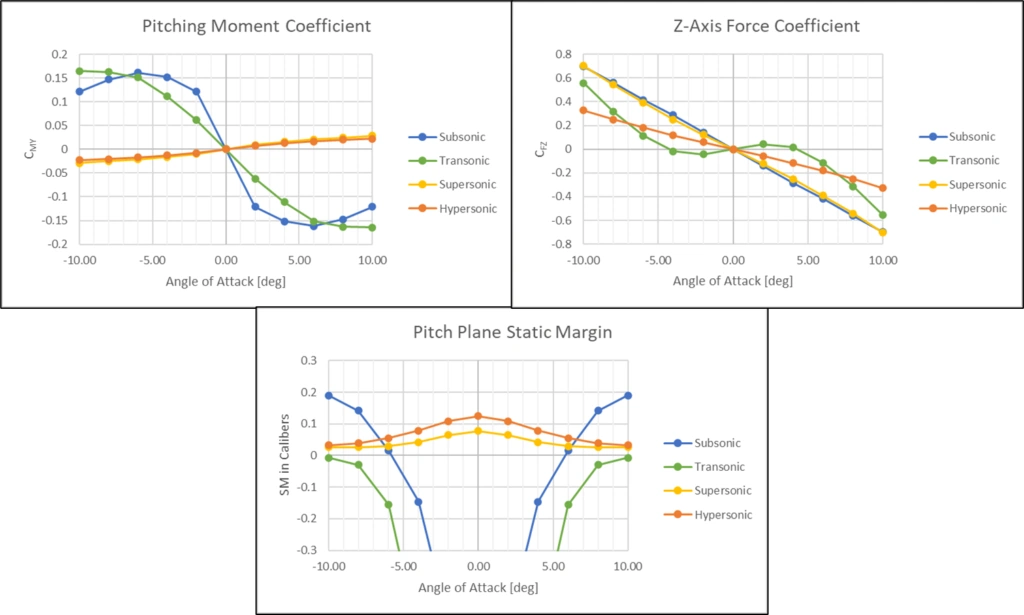 Pitching Moment Coefficient
0.2
0.15
0.1
0.05
0
-0.05
-0.1
-0.15
-0.2
C_MY
-10.00 -5.00 0.00 5.00 10.00
Angle of Attack [deg]
Subsonic
Transonic
Supersonic
Hypersonic
Z-Axis Force Coefficient
0.8
0.6
0.4
0.2
0
-0.2
-0.4
-0.6
-0.8
C_FZ
-10.00 -5.00 0.00 5.00 10.00
Angle of Attack [deg]
Subsonic
Transonic
Supersonic
Hypersonic
Pitch Plane Static Margin
0.3
0.2
0.1
0
-0.1
-0.2
-0.3
SM in Calibers
-10.00 -5.00 0.00 5.00 10.00
Angle of Attack [deg]
Subsonic
Transonic
Supersonic
Hypersonic